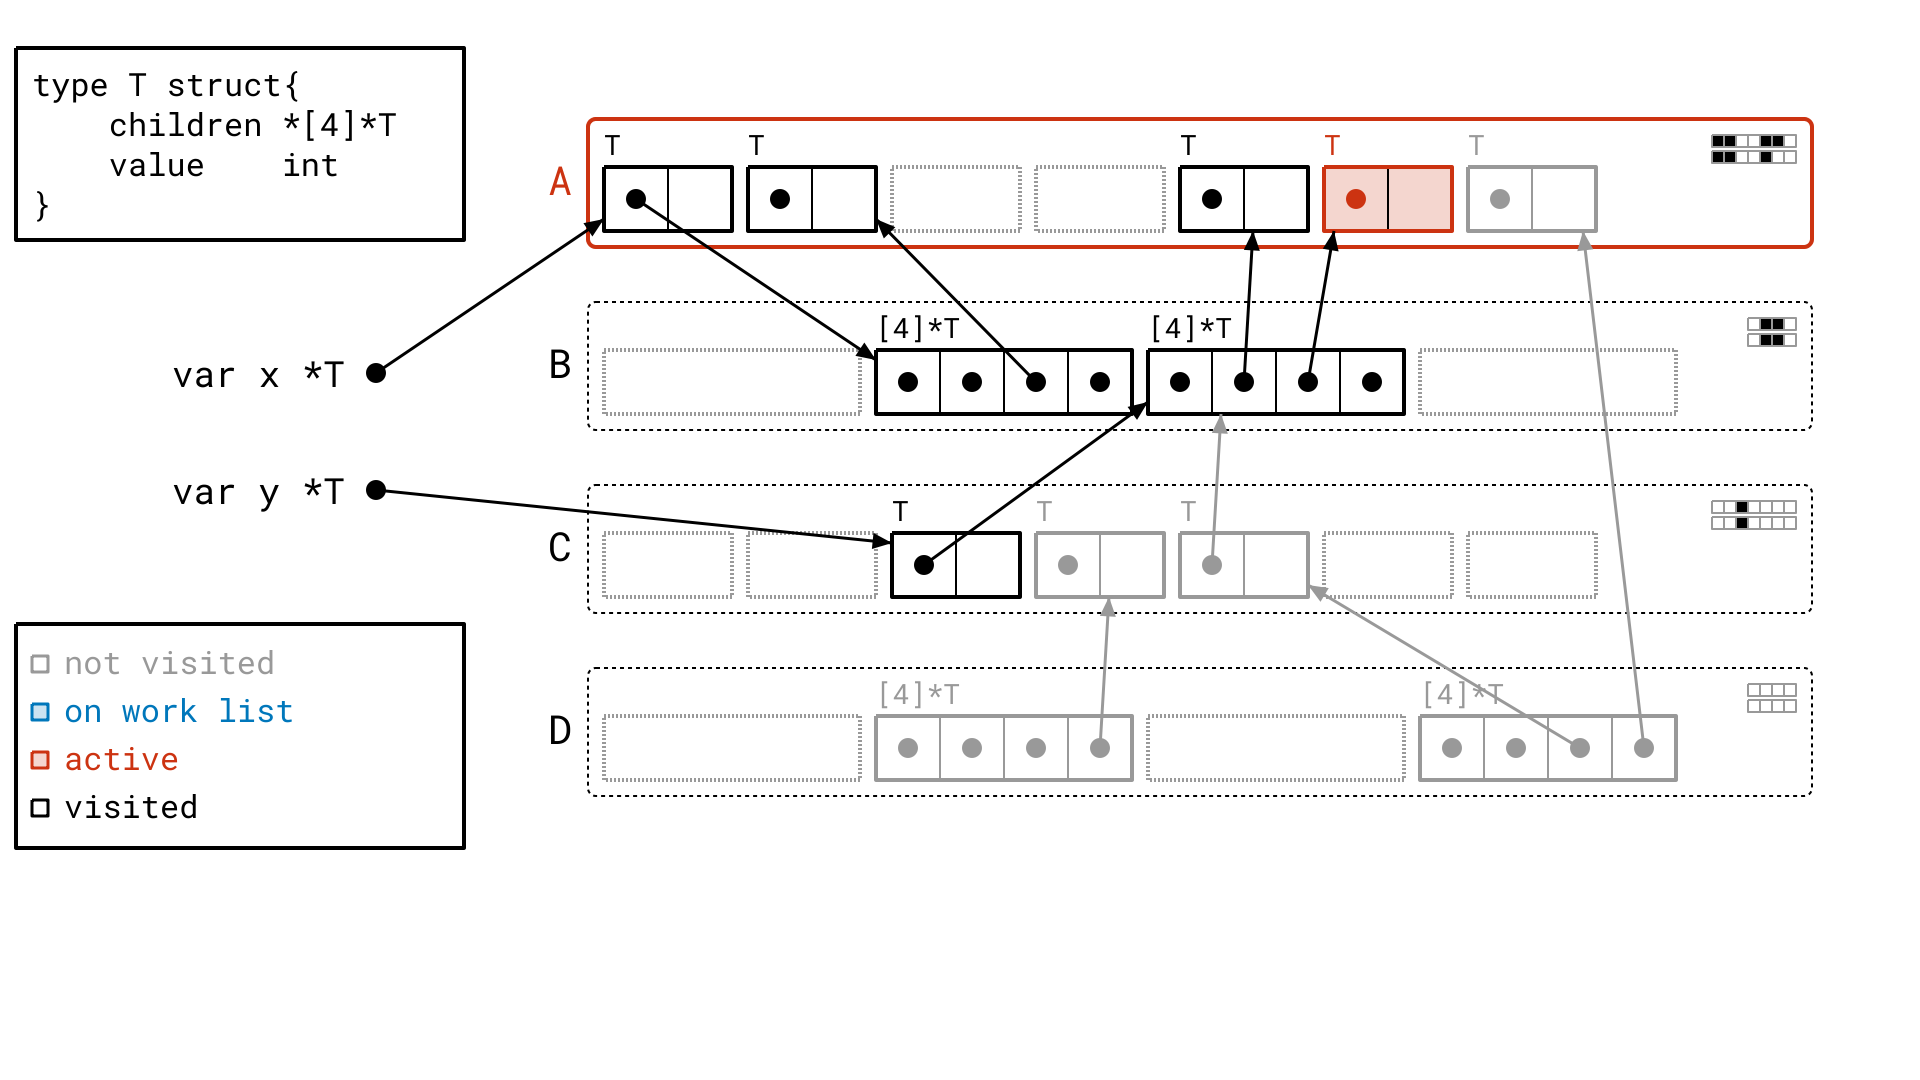 type T struct{
    children *[4]*T
    value    int
}
var x *T
var y *T
not visited
on work list
active
visited
A
T T T T T
B
[4]*T [4]*T
C
T T T
D
[4]*T [4]*T